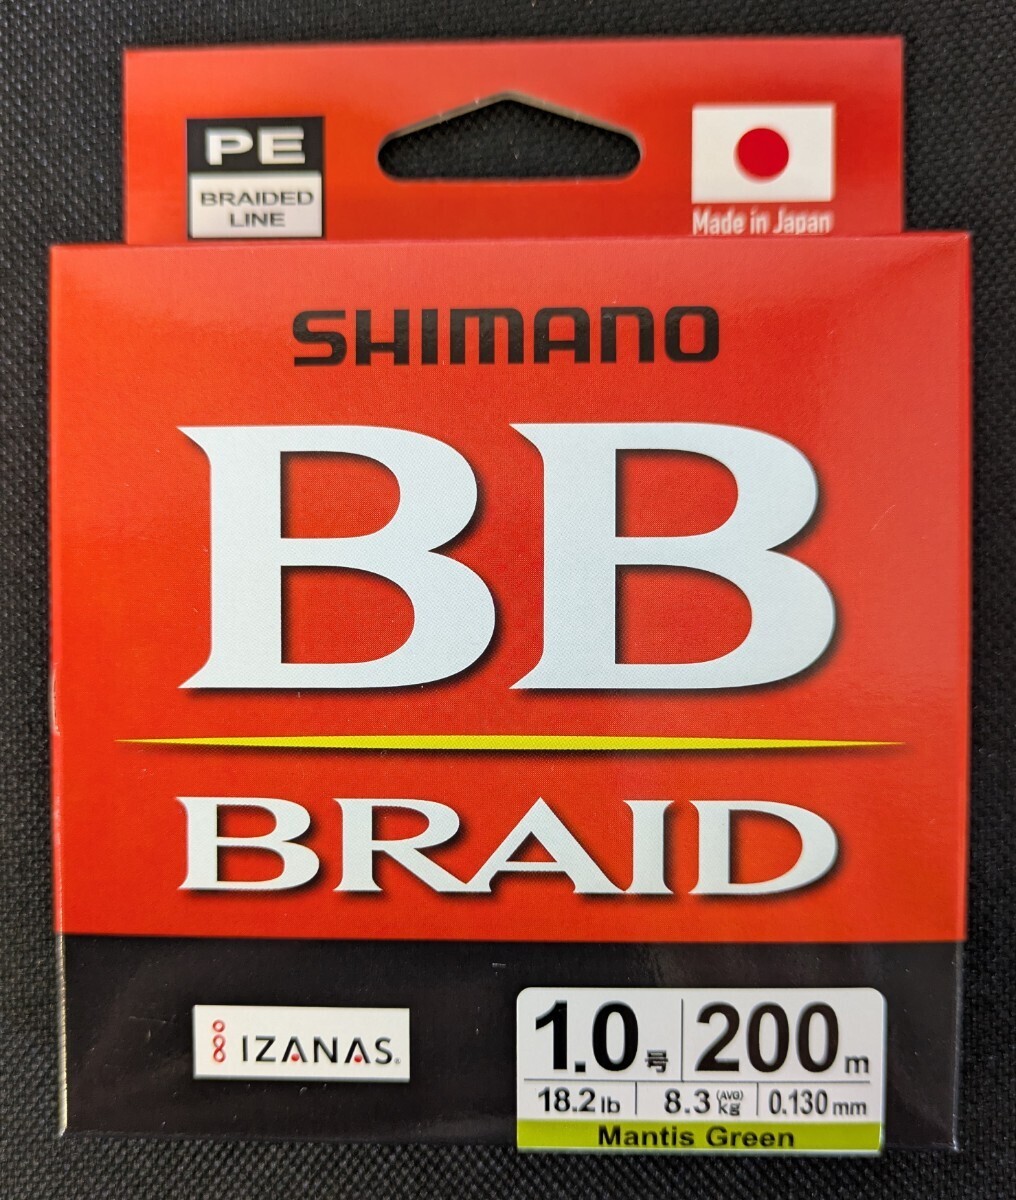 PE
BRAIDED
LINE
Made in Japan
SHIMANO
BB
BRAID
IZANAS®
1.0号 200m
18.2lb 8.3(AVG)kg 0.130mm
Mantis Green